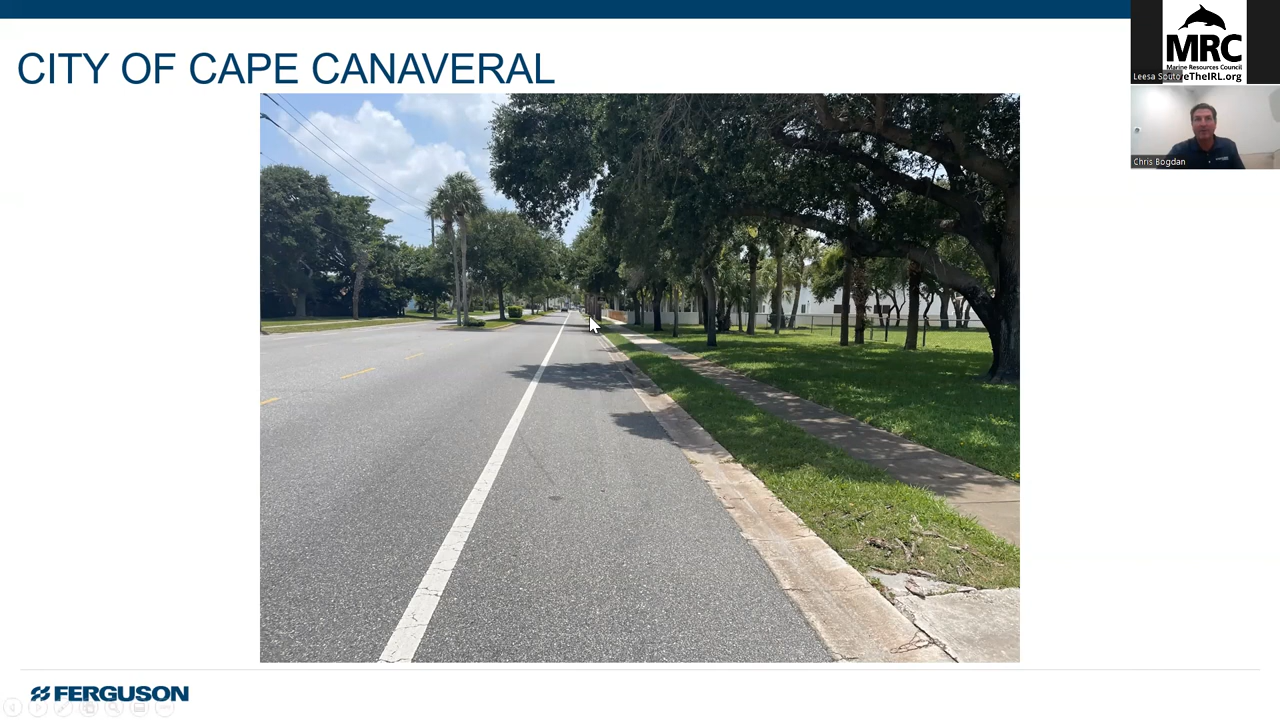 CITY OF CAPE CANAVERAL
MRC
Marine Resources Council
Leesa Souto
eTheIRL.org
Chris Bogdan
FERGUSON